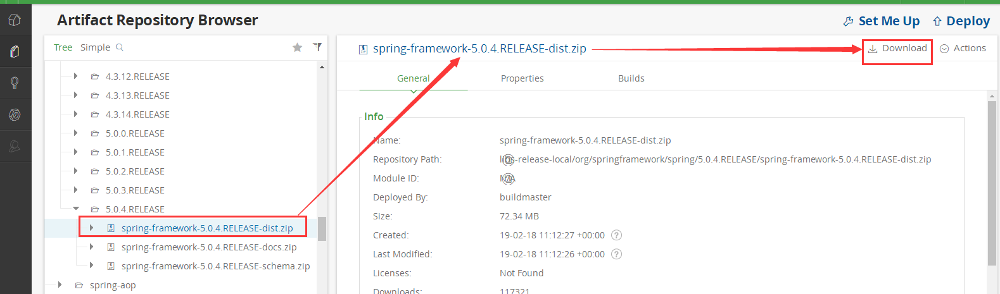 Artifact Repository Browser
Set Me Up
Deploy
Tree
Simple
4.3.12.RELEASE
4.3.13.RELEASE
4.3.14.RELEASE
5.0.0.RELEASE
5.0.1.RELEASE
5.0.2.RELEASE
5.0.3.RELEASE
5.0.4.RELEASE
spring-framework-5.0.4.RELEASE-dist.zip
spring-framework-5.0.4.RELEASE-docs.zip
spring-framework-5.0.4.RELEASE-schema.zip
spring-aop
spring-framework-5.0.4.RELEASE-dist.zip
Download
Actions
General
Properties
Builds
Info
Name: spring-framework-5.0.4.RELEASE-dist.zip
Repository Path: libs-release-local/org/springframework/spring/5.0.4.RELEASE/spring-framework-5.0.4.RELEASE-dist.zip
Module ID: N/A
Deployed By: buildmaster
Size: 72.34 MB
Created: 19-02-18 11:12:27 +00:00
Last Modified: 19-02-18 11:12:26 +00:00
Licenses: Not Found
Downloads: 117321